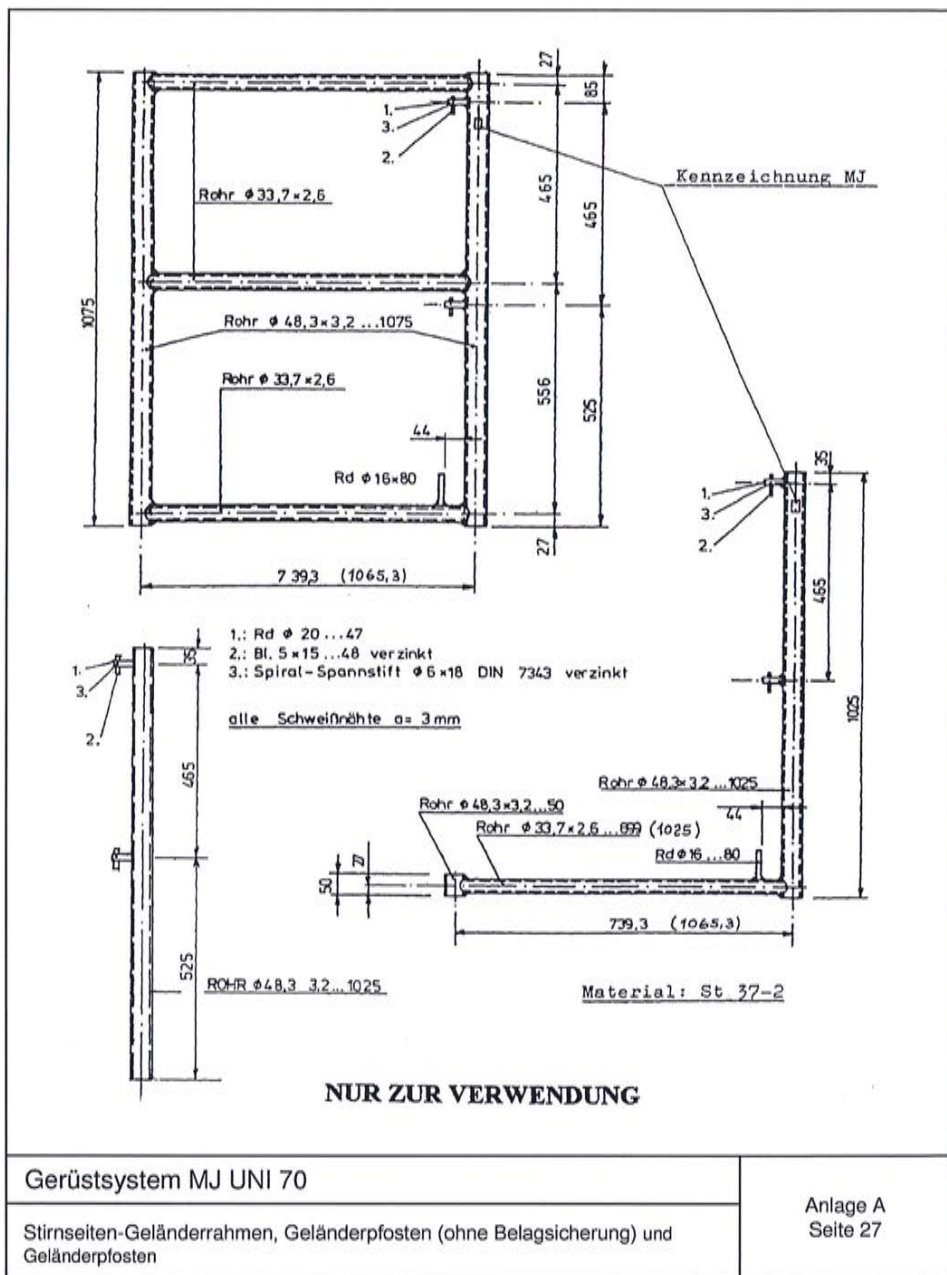 27
85
1.
3.
2.
Kennzeichnung MJ
Rohr ϕ 33,7×2,6
465
465
1075
Rohr ϕ 48,3×3,2 ...1075
Rohr ϕ 33,7×2,6
556
525
44
Rd ϕ 16×80
27
739,3 (1065,3)
35
1.
3.
2.
465
1025
1.: Rd ϕ 20 ...47
2.: Bl. 5×15 ...48 verzinkt
3.: Spiral-Spannstift ϕ 6×18 DIN 7343 verzinkt
alle Schweißnähte a= 3mm
35
1.
3.
2.
465
525
ROHR ϕ48,3 3,2...1025
Rohr ϕ 48,3×3,2 ...1025
44
Rohr ϕ 48,3×3,2...50
Rohr ϕ 33,7×2,6 ... (1025)
Rd ϕ16 ...80
27
50
739,3 (1065,3)
Material: St 37-2
NUR ZUR VERWENDUNG
Gerüstsystem MJ UNI 70
Stirnseiten-Geländerrahmen, Geländerpfosten (ohne Belagsicherung) und
Geländerpfosten
Anlage A
Seite 27